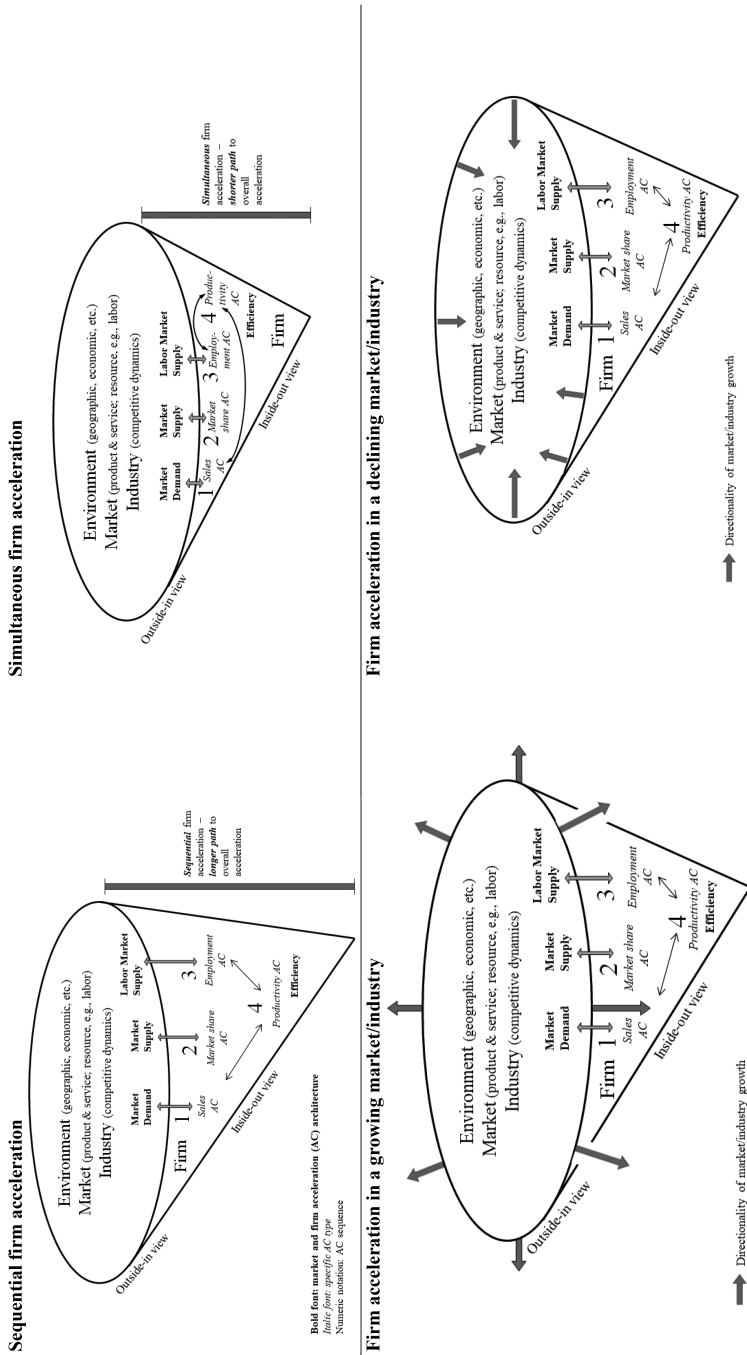 Sequential firm acceleration
Environment (geographic, economic, etc.)
Market (product & service; resource, e.g., labor)
Industry (competitive dynamics)
Outside-in view
Market
Demand
Market
Supply
Labor Market
Supply
Firm
1
Sales
AC
2
Market share
AC
3
Employment
AC
4
Productivity AC
Efficiency
Inside-out view
Sequential firm
acceleration –
longer path to
overall
acceleration
Bold font: market and firm acceleration (AC) architecture
Italic font: specific AC type
Numeric notation: AC sequence
Simultaneous firm acceleration
Environment (geographic, economic, etc.)
Market (product & service; resource, e.g., labor)
Industry (competitive dynamics)
Outside-in view
Market
Demand
Market
Supply
Labor Market
Supply
1
Sales
AC
2
Market
share AC
3
Employ-
ment AC
4
Produc-
tivity
AC
Efficiency
Firm
Inside-out view
Simultaneous firm
acceleration –
shorter path to
overall
acceleration
Firm acceleration in a growing market/industry
Environment (geographic, economic, etc.)
Market (product & service; resource, e.g., labor)
Industry (competitive dynamics)
Outside-in view
Market
Demand
Market
Supply
Labor Market
Supply
Firm
1
Sales
AC
2
Market share
AC
3
Employment
AC
4
Productivity AC
Efficiency
Inside-out view
Directionality of market/industry growth
Firm acceleration in a declining market/industry
Environment (geographic, economic, etc.)
Market (product & service; resource, e.g., labor)
Industry (competitive dynamics)
Outside-in view
Market
Demand
Market
Supply
Labor Market
Supply
Firm
1
Sales
AC
2
Market share
AC
3
Employment
AC
4
Productivity AC
Efficiency
Inside-out view
Directionality of market/industry growth